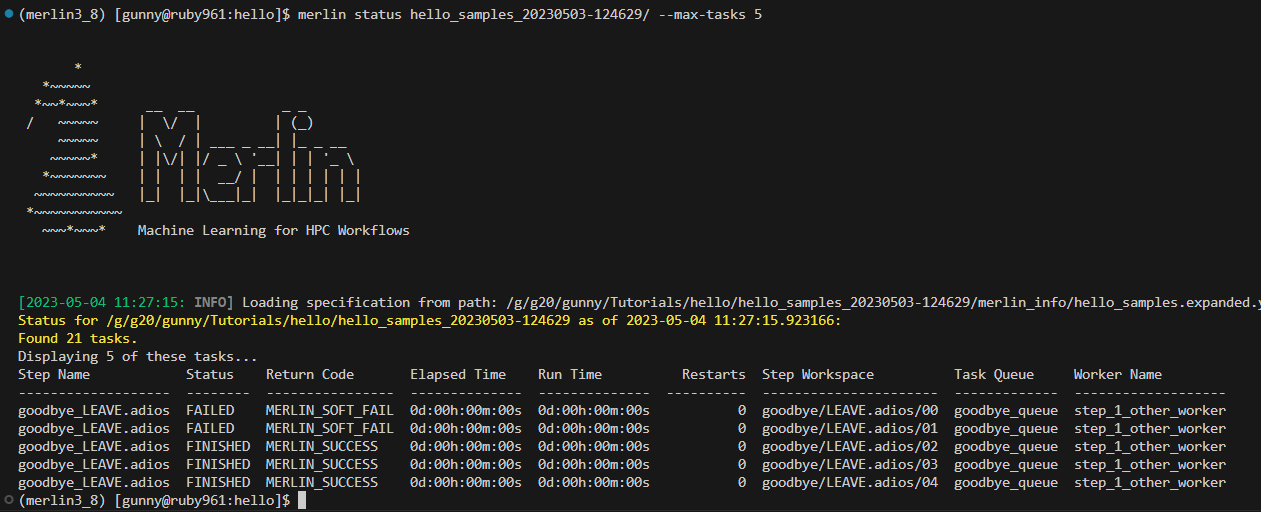 (merlin3_8) [gunny@ruby961:hello]$ merlin status hello_samples_20230503-124629/ --max-tasks 5
Merlin
Machine Learning for HPC Workflows
[2023-05-04 11:27:15: INFO] Loading specification from path: /g/g20/gunny/Tutorials/hello/hello_samples_20230503-124629/merlin_info/hello_samples.expanded.y
Status for /g/g20/gunny/Tutorials/hello/hello_samples_20230503-124629 as of 2023-05-04 11:27:15.923166:
Found 21 tasks.
Displaying 5 of these tasks...
Step Name Status Return Code Elapsed Time Run Time Restarts Step Workspace Task Queue Worker Name
------------------- -------- ---------------- -------------- -------------- ---------- ---------------------- ------------- -------------------
goodbye_LEAVE.adios FAILED MERLIN_SOFT_FAIL 0d:00h:00m:00s 0d:00h:00m:00s 0 goodbye/LEAVE.adios/00 goodbye_queue step_1_other_worker
goodbye_LEAVE.adios FAILED MERLIN_SOFT_FAIL 0d:00h:00m:00s 0d:00h:00m:00s 0 goodbye/LEAVE.adios/01 goodbye_queue step_1_other_worker
goodbye_LEAVE.adios FINISHED MERLIN_SUCCESS 0d:00h:00m:00s 0d:00h:00m:00s 0 goodbye/LEAVE.adios/02 goodbye_queue step_1_other_worker
goodbye_LEAVE.adios FINISHED MERLIN_SUCCESS 0d:00h:00m:00s 0d:00h:00m:00s 0 goodbye/LEAVE.adios/03 goodbye_queue step_1_other_worker
goodbye_LEAVE.adios FINISHED MERLIN_SUCCESS 0d:00h:00m:00s 0d:00h:00m:00s 0 goodbye/LEAVE.adios/04 goodbye_queue step_1_other_worker
(merlin3_8) [gunny@ruby961:hello]$